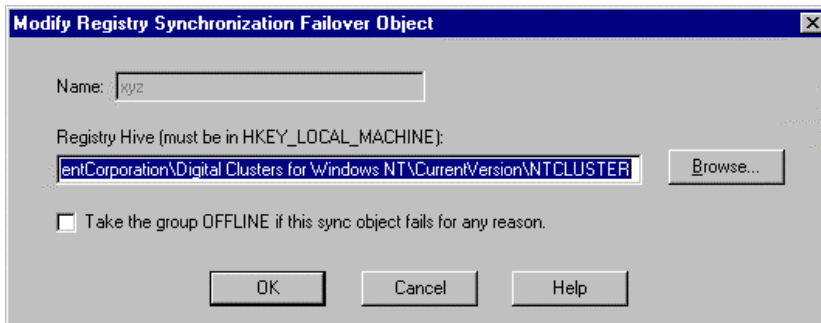 Modify Registry Synchronization Failover Object
Name: xyz
Registry Hive (must be in HKEY_LOCAL_MACHINE):
entCorporation\Digital Clusters for Windows NT\CurrentVersion\NTCLUSTER
Browse...
Take the group OFFLINE if this sync object fails for any reason.
OK Cancel Help